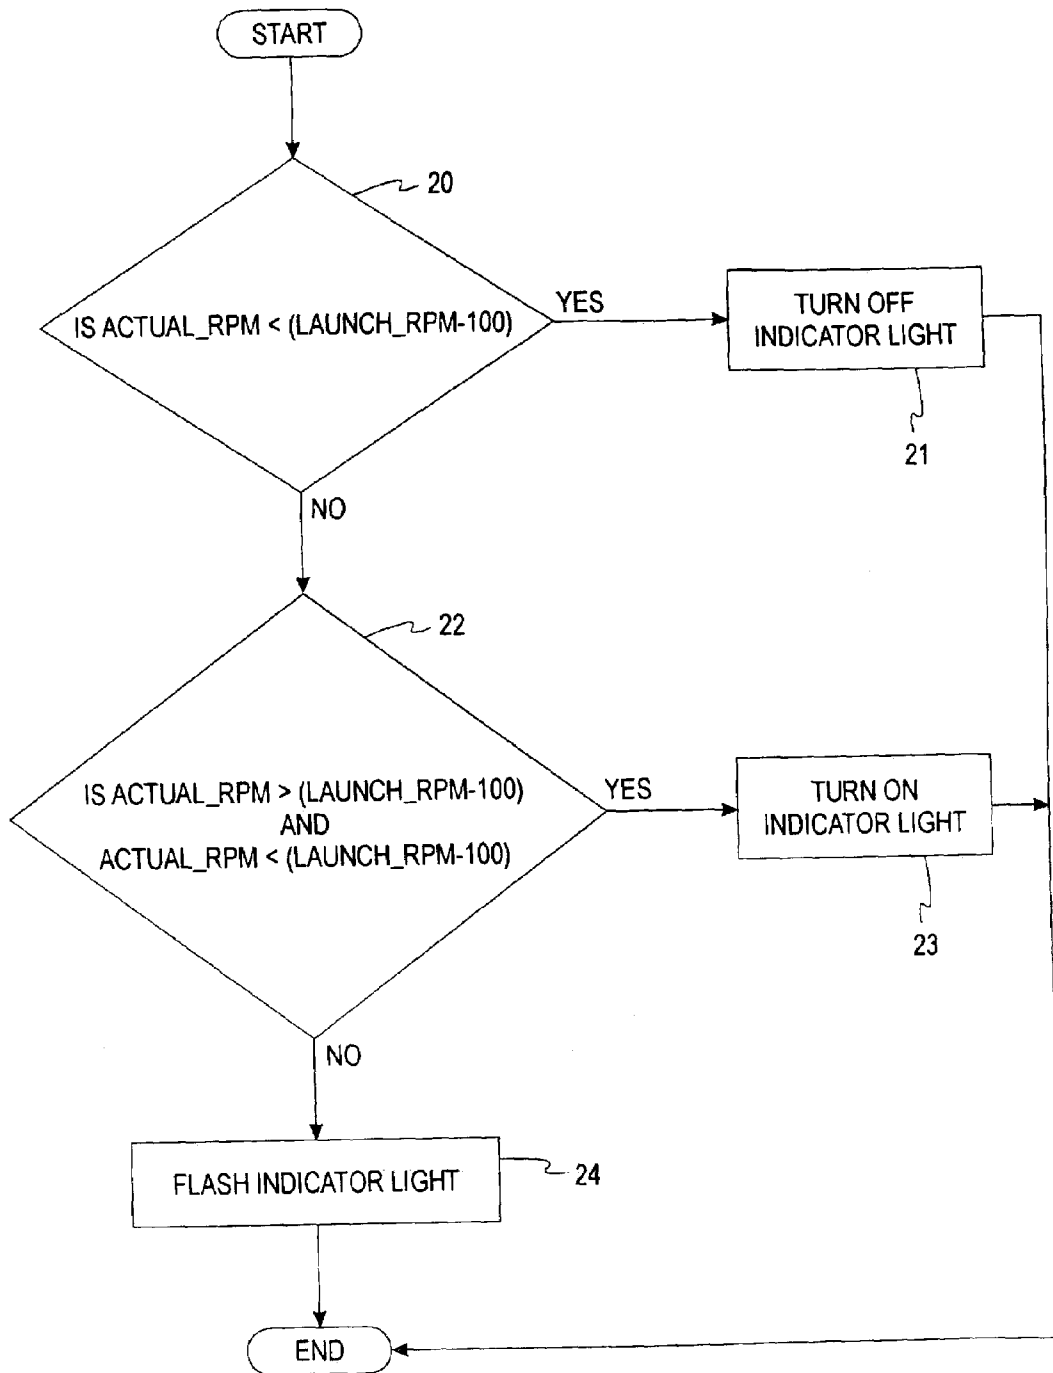 START
20
IS ACTUAL_RPM < (LAUNCH_RPM-100)
YES
TURN OFF
INDICATOR LIGHT
21
NO
22
IS ACTUAL_RPM > (LAUNCH_RPM-100)
AND
ACTUAL_RPM < (LAUNCH_RPM-100)
YES
TURN ON
INDICATOR LIGHT
23
NO
FLASH INDICATOR LIGHT
24
END